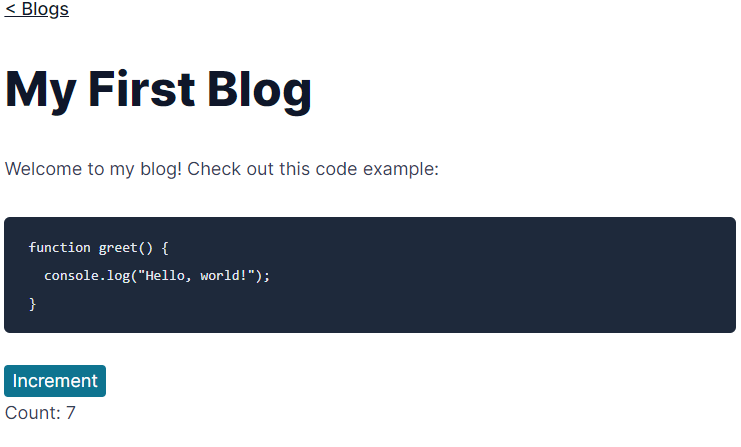 < Blogs
My First Blog
Welcome to my blog! Check out this code example:
function greet() {
  console.log("Hello, world!");
}
Increment
Count: 7